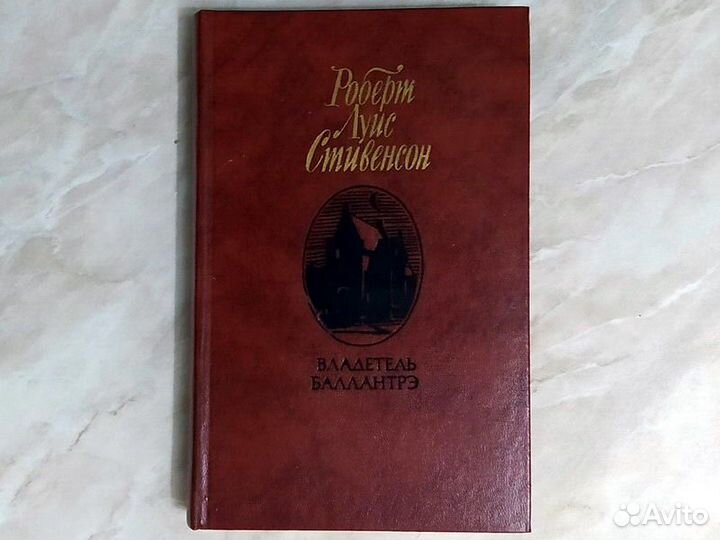 Роберт
Луис
Стивенсон
ВЛАДЕТЕЛЬ
БАЛЛАНТРЭ
Avito